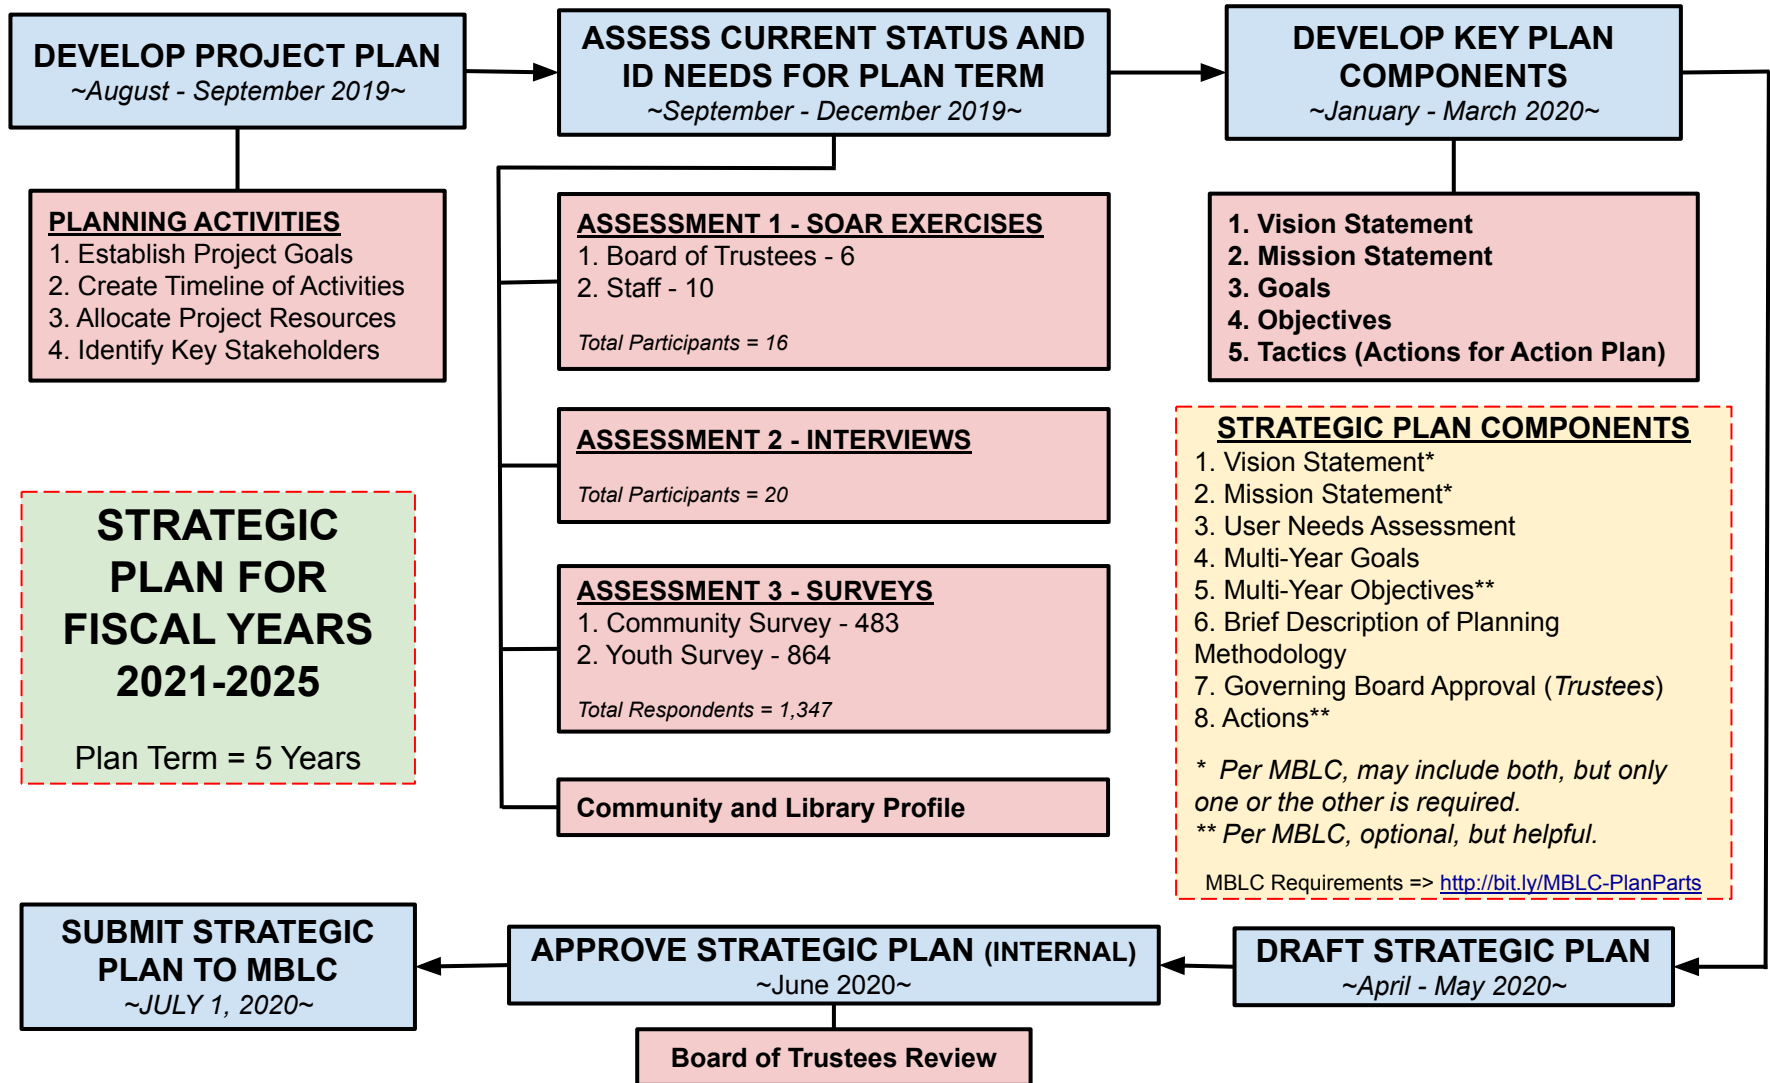 DEVELOP PROJECT PLAN
~August - September 2019~
ASSESS CURRENT STATUS AND
ID NEEDS FOR PLAN TERM
~September - December 2019~
DEVELOP KEY PLAN
COMPONENTS
~January - March 2020~
PLANNING ACTIVITIES
1. Establish Project Goals
2. Create Timeline of Activities
3. Allocate Project Resources
4. Identify Key Stakeholders
ASSESSMENT 1 - SOAR EXERCISES
1. Board of Trustees - 6
2. Staff - 10
Total Participants = 16
1. Vision Statement
2. Mission Statement
3. Goals
4. Objectives
5. Tactics (Actions for Action Plan)
ASSESSMENT 2 - INTERVIEWS
Total Participants = 20
STRATEGIC
PLAN FOR
FISCAL YEARS
2021-2025
Plan Term = 5 Years
ASSESSMENT 3 - SURVEYS
1. Community Survey - 483
2. Youth Survey - 864
Total Respondents = 1,347
Community and Library Profile
STRATEGIC PLAN COMPONENTS
1. Vision Statement*
2. Mission Statement*
3. User Needs Assessment
4. Multi-Year Goals
5. Multi-Year Objectives**
6. Brief Description of Planning
Methodology
7. Governing Board Approval (Trustees)
8. Actions**
* Per MBLC, may include both, but only
one or the other is required.
** Per MBLC, optional, but helpful.
MBLC Requirements => http://bit.ly/MBLC-PlanParts
SUBMIT STRATEGIC
PLAN TO MBLC
~JULY 1, 2020~
APPROVE STRATEGIC PLAN (INTERNAL)
~June 2020~
DRAFT STRATEGIC PLAN
~April - May 2020~
Board of Trustees Review